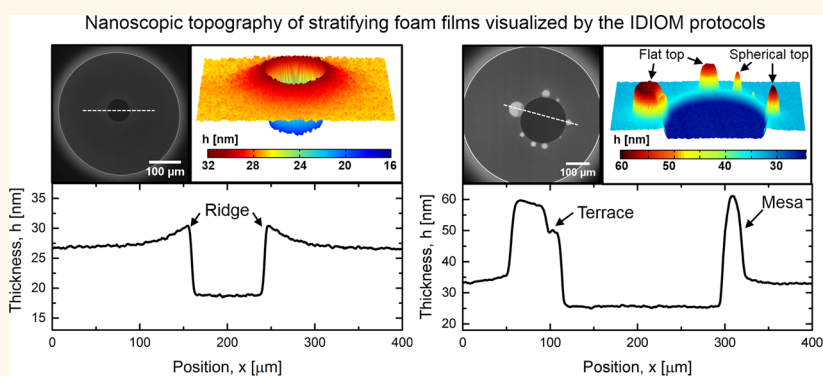 Nanoscopic topography of stratifying foam films visualized by the IDIOM protocols
100 μm
h [nm]
32 28 24 20 16
Flat top Spherical top
100 μm
h [nm]
60 50 40 30
Thickness, h [nm]
35
30
25
20
15
Ridge
0 100 200 300 400
Position, x [μm]
Thickness, h [nm]
60
50
40
30
20
Terrace
Mesa
0 100 200 300 400
Position, x [μm]